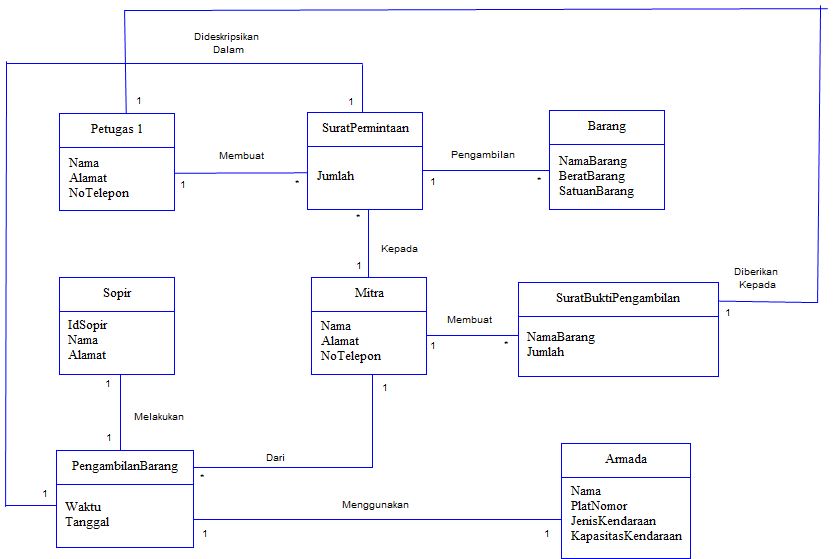 Dideskripsikan
Dalam
1
1
Petugas 1
Nama
Alamat
NoTelepon
Membuat
1
*
SuratPermintaan
Jumlah
Pengambilan
1
*
Barang
NamaBarang
BeratBarang
SatuanBarang
*
Kepada
1
Sopir
IdSopir
Nama
Alamat
Mitra
Nama
Alamat
NoTelepon
Membuat
1
*
SuratBuktiPengambilan
NamaBarang
Jumlah
Diberikan
Kepada
1
1
Melakukan
1
1
Dari
*
PengambilanBarang
Waktu
Tanggal
1
Menggunakan
1
1
Armada
Nama
PlatNomor
JenisKendaraan
KapasitasKendaraan